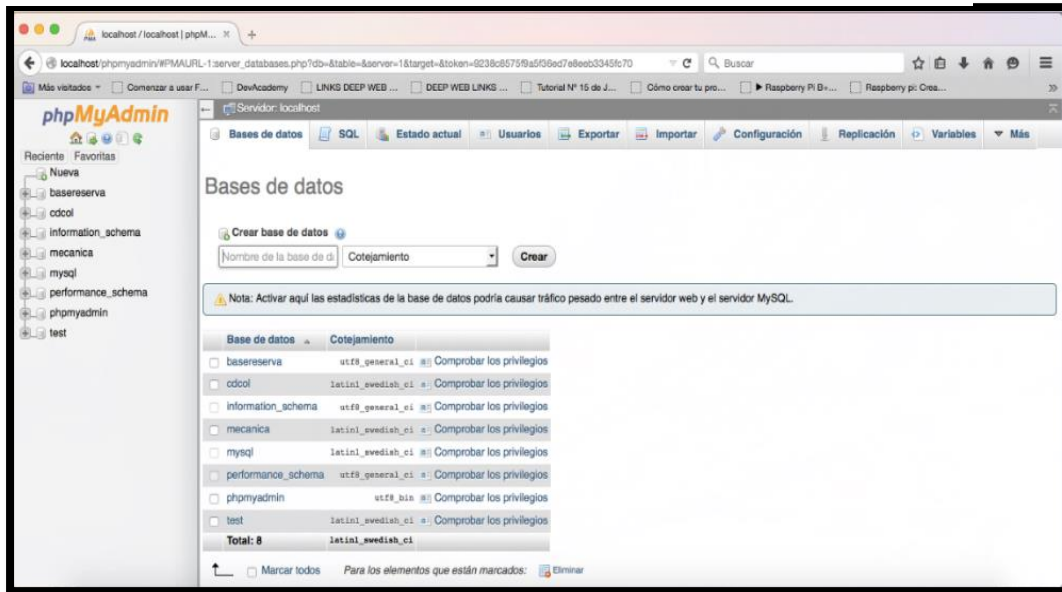 localhost / localhost | phpM...
localhost/phpmyadmin/#PMAURL-1:server_databases.php?db=&table=&server=1&target=&token=
Buscar
Más visitados
Comenzar a usar F...
DevAcademy
LINKS DEEP WEB ...
DEEP WEB LINKS ...
Tutorial Nº 15 de J...
Cómo crear tu pro...
Raspberry Pi B+...
Raspberry pi: Crea...
phpMyAdmin
Reciente Favoritas
Nueva
basereserva
cdcol
information_schema
mecanica
mysql
performance_schema
phpmyadmin
test
Servidor: localhost
Bases de datos SQL Estado actual Usuarios Exportar Importar Configuración Replicación Variables Más
Bases de datos
Crear base de datos
Nombre de la base de da Cotejamiento Crear
Nota: Activar aquí las estadísticas de la base de datos podría causar tráfico pesado entre el servidor web y el servidor MySQL.
Base de datos Cotejamiento
basereserva utf8_general_ci Comprobar los privilegios
cdcol latin1_swedish_ci Comprobar los privilegios
information_schema utf8_general_ci Comprobar los privilegios
mecanica latin1_swedish_ci Comprobar los privilegios
mysql latin1_swedish_ci Comprobar los privilegios
performance_schema utf8_general_ci Comprobar los privilegios
phpmyadmin utf8_bin Comprobar los privilegios
test latin1_swedish_ci Comprobar los privilegios
Total: 8 latin1_swedish_ci
Marcar todos Para los elementos que están marcados: Eliminar